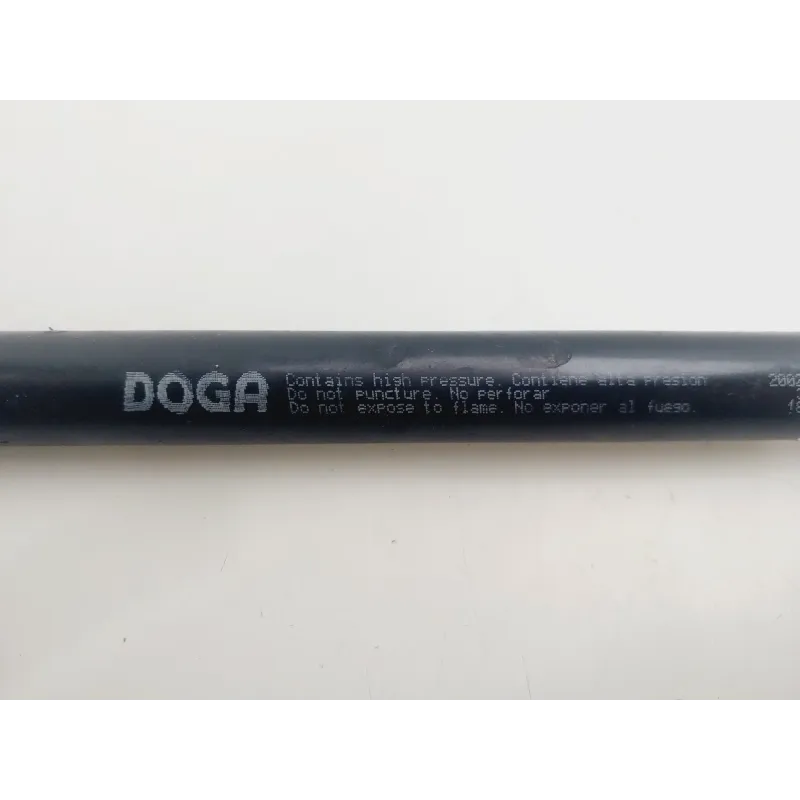 DOGA
Contains high pressure. Contiene alta presion
Do not puncture. No perforar
Do not expose to flame. No exponer al fuego.
2002